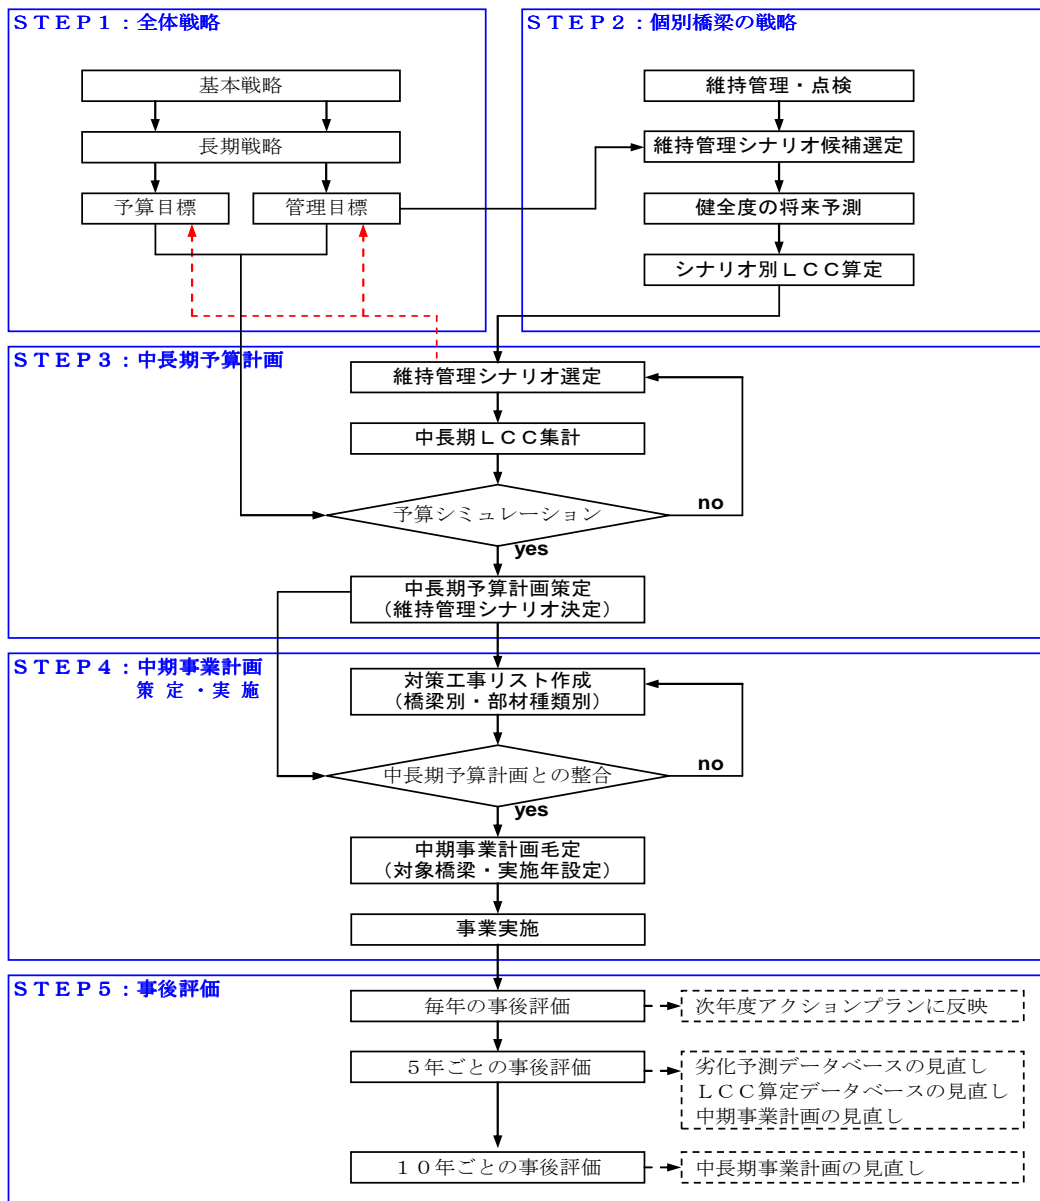 ＳＴＥＰ１：全体戦略
基本戦略
長期戦略
予算目標
管理目標
ＳＴＥＰ２：個別橋梁の戦略
維持管理・点検
維持管理シナリオ候補選定
健全度の将来予測
シナリオ別ＬＣＣ算定
ＳＴＥＰ３：中長期予算計画
維持管理シナリオ選定
中長期ＬＣＣ集計
予算シミュレーション
no
yes
中長期予算計画策定
（維持管理シナリオ決定）
ＳＴＥＰ４：中期事業計画
策定・実施
対策工事リスト作成
（橋梁別・部材種類別）
中長期予算計画との整合
no
yes
中期事業計画毛定
（対象橋梁・実施年設定）
事業実施
ＳＴＥＰ５：事後評価
毎年の事後評価
次年度アクションプランに反映
５年ごとの事後評価
劣化予測データベースの見直し
ＬＣＣ算定データベースの見直し
中期事業計画の見直し
１０年ごとの事後評価
中長期事業計画の見直し